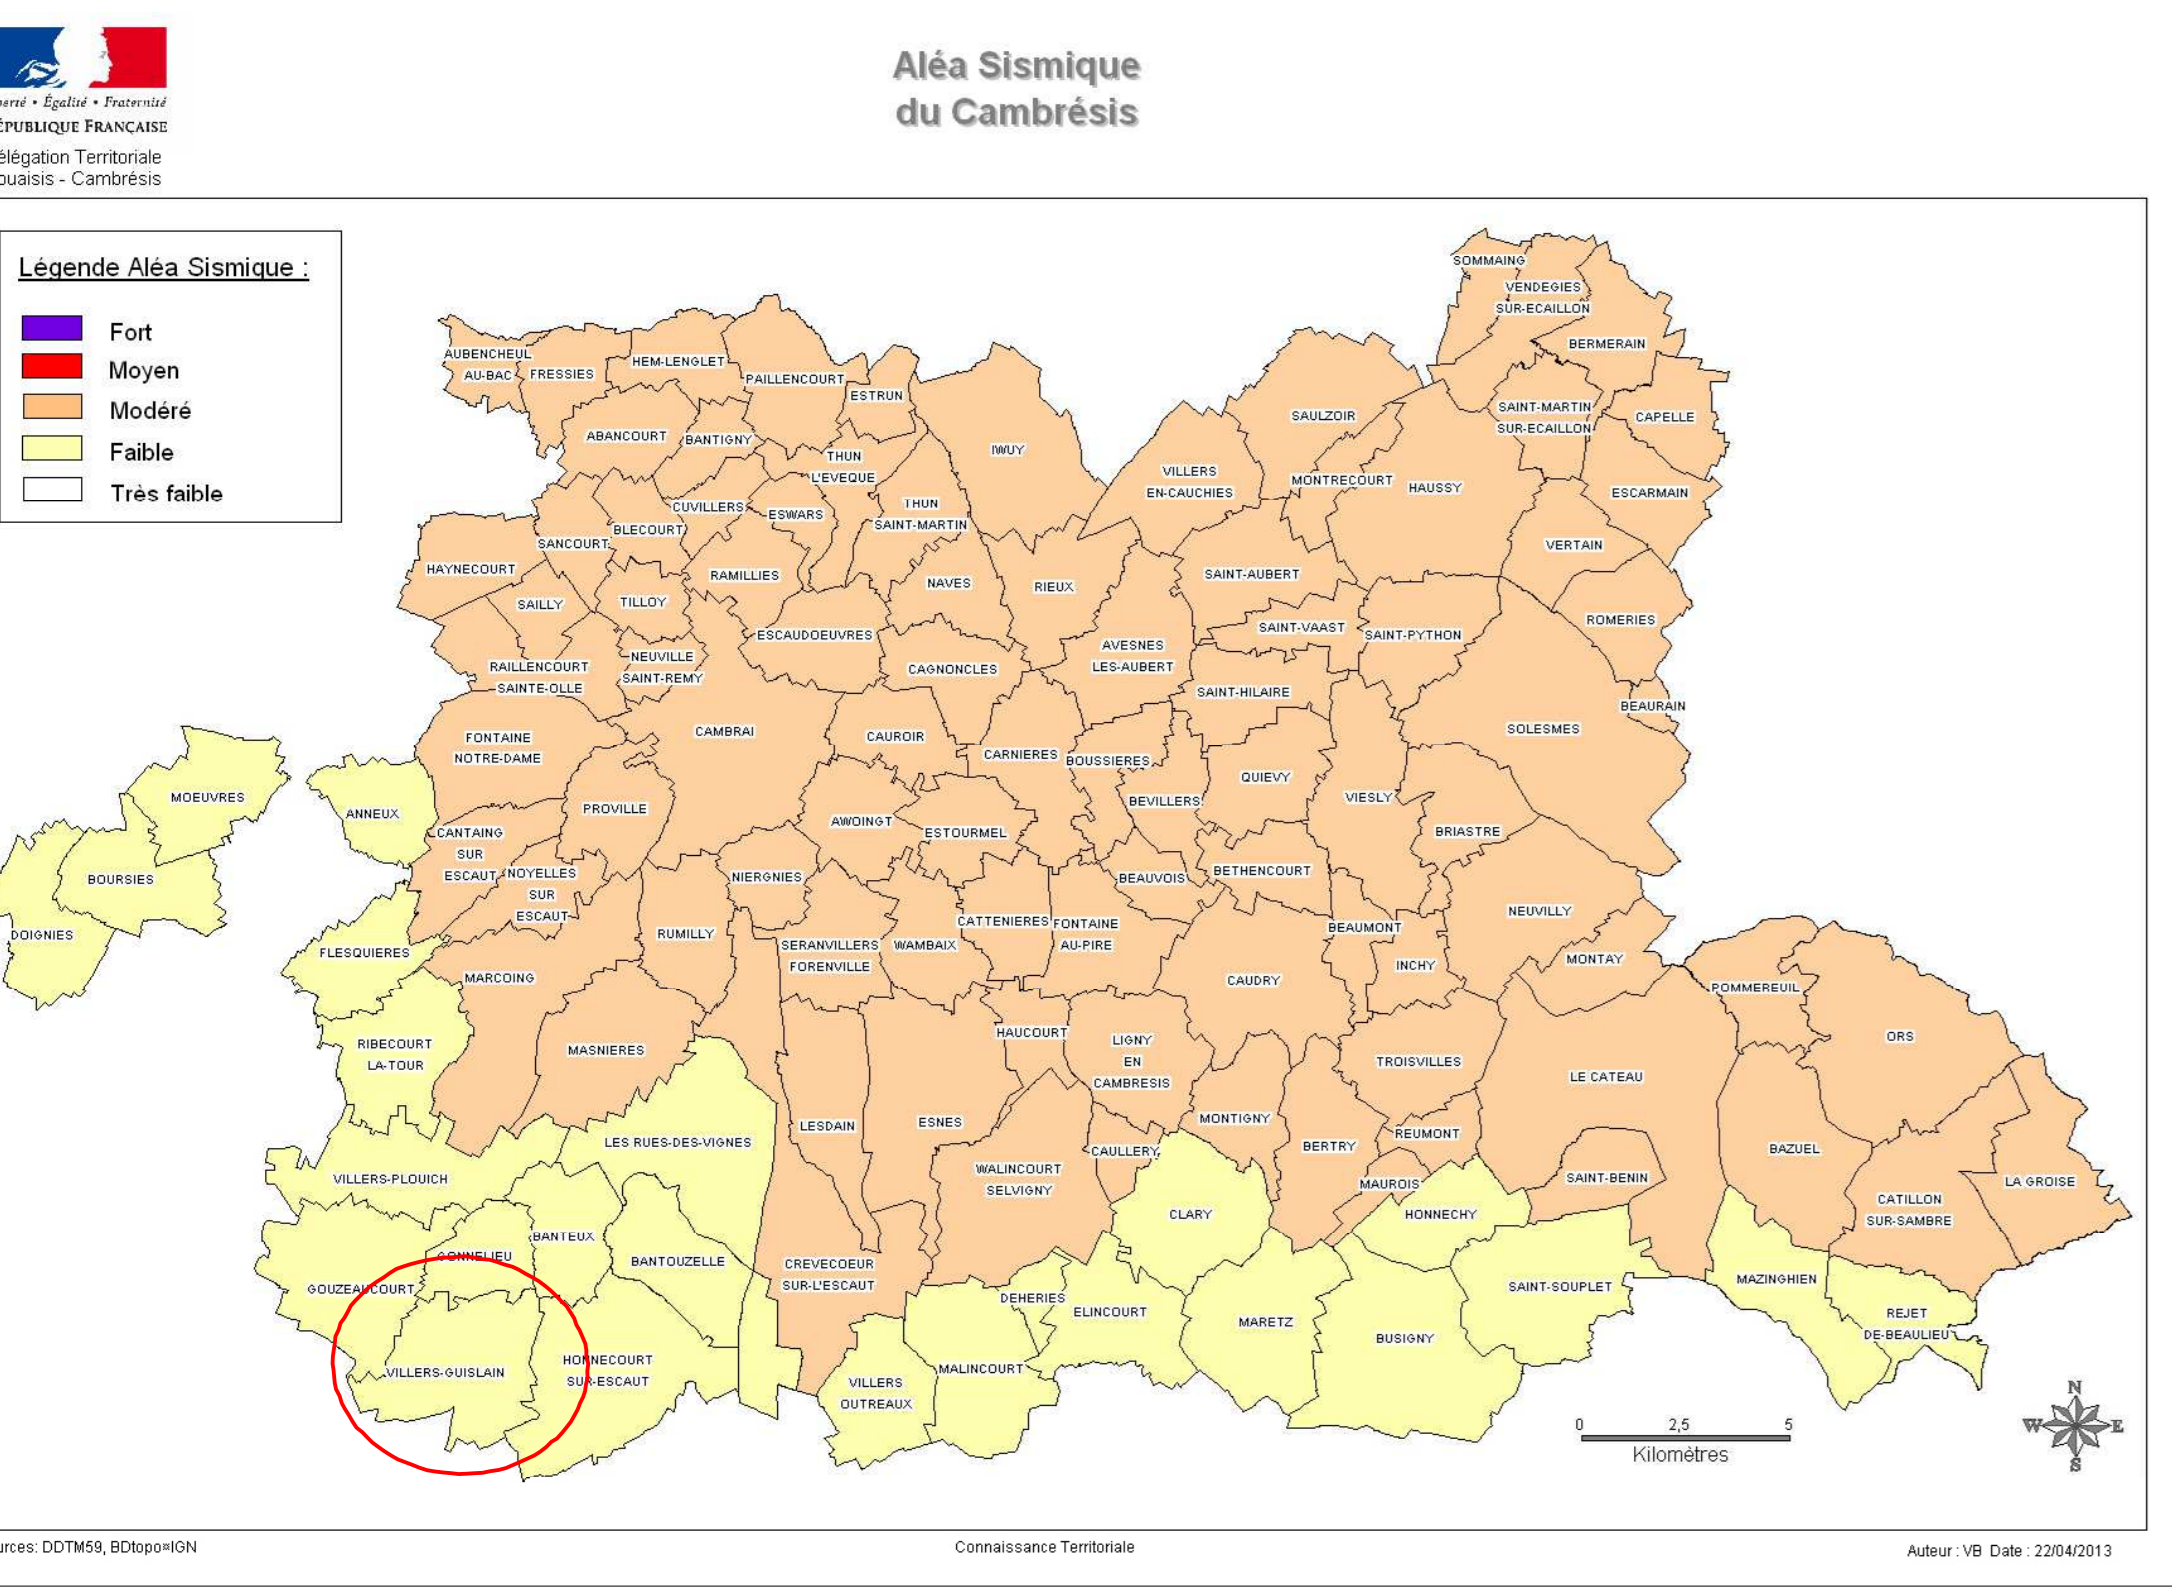 Aléa Sismique
du Cambrésis
berté • Égalité • Fraternité
ÉPUBLIQUE FRANÇAISE
élégation Territoriale
ouaisis - Cambrésis
Légende Aléa Sismique :
Fort
Moyen
Modéré
Faible
Très faible
SOMMAING
VENDEGIES
SUR-ECAILLON
BERMERAIN
AUBENCHEUL
AU-BAC
FRESSIES
HEM-LENGLET
PAILLENCOURT
ESTRUN
SAINT-MARTIN
SUR-ECAILLON
CAPELLE
SAULZOIR
ABANCOURT
BANTIGNY
IWUY
THUN
L'EVEQUE
VILLERS
EN-CAUCHIES
MONTRECOURT
HAUSSY
ESCARMAIN
CUVILLERS
ESWARS
THUN
SAINT-MARTIN
BLECOURT
SANCOURT
VERTAIN
HAYNECOURT
RAMILLIES
NAVES
RIEUX
SAINT-AUBERT
SAILLY
TILLOY
ROMERIES
ESCAUDOEUVRES
SAINT-VAAST
SAINT-PYTHON
AVESNES
LES-AUBERT
NEUVILLE
SAINT-REMY
RAILLENCOURT
SAINTE-OLLE
CAGNONCLES
SAINT-HILAIRE
BEAURAIN
SOLESMES
CAMBRAI
CAUROIR
FONTAINE
NOTRE-DAME
CARNIERES
BOUSSIERES
QUIEVY
MOEUVRES
ANNEUX
PROVILLE
BEVILLERS
VIESLY
AWOINGT
ESTOURMEL
BRIASTRE
CANTAING
SUR
ESCAUT
NOYELLES
SUR
ESCAUT
BOURSIES
NIERGNIES
BEAUVOIS
BETHENCOURT
NEUVILLY
CATTENIERES
FONTAINE
AU-PIRE
BEAUMONT
DOIGNIES
RUMILLY
SERANVILLERS
FORENVILLE
WAMBAIX
FLESQUIERES
INCHY
MONTAY
MARCOING
CAUDRY
POMMEREUIL
HAUCOURT
LIGNY
EN
CAMBRESIS
ORS
RIBECOURT
LA-TOUR
MASNIERES
TROISVILLES
LE CATEAU
LESDAIN
ESNES
MONTIGNY
REUMONT
LES RUES-DES-VIGNES
BERTRY
CAULLERY
BAZUEL
WALINCOURT
SELVIGNY
VILLERS-PLOUICH
MAUROIS
SAINT-BENIN
LA GROISE
CATILLON
SUR-SAMBRE
CLARY
HONNECHY
BANTEUX
GONNELIEU
BANTOUZELLE
CREVECOEUR
SUR-L'ESCAUT
GOUZEAUCOURT
DEHERIES
ELINCOURT
SAINT-SOUPLET
MAZINGHIEN
MARETZ
REJET
DE-BEAULIEU
BUSIGNY
HONNECOURT
SUR-ESCAUT
VILLERS-GUISLAIN
MALINCOURT
VILLERS
OUTREAUX
0 2,5 5
Kilomètres
N
W E
S
urces: DDTM59, BDtopo¤IGN
Connaissance Territoriale
Auteur : VB Date : 22/04/2013